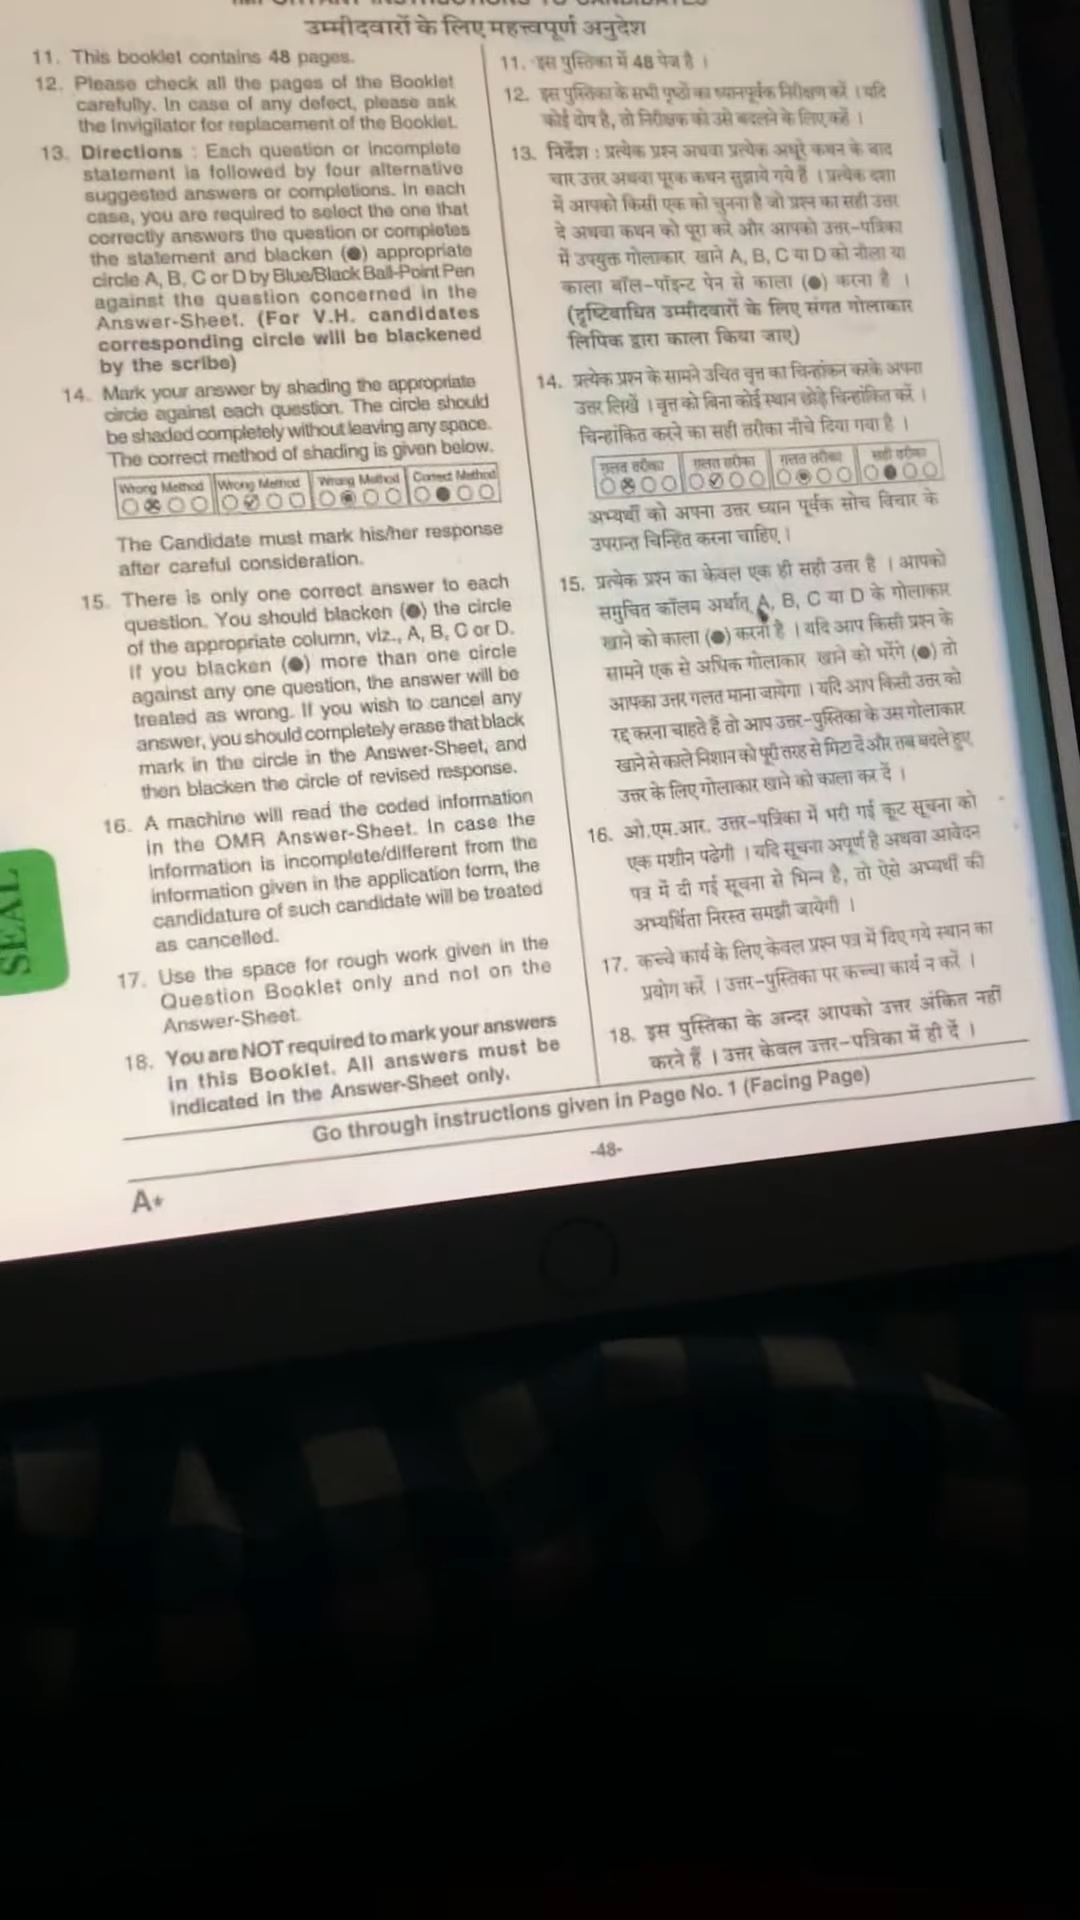 IMPORTANT INSTRUCTIONS TO CANDIDATES
उम्मीदवारों के लिए महत्त्वपूर्ण अनुदेश
11. This booklet contains 48 pages.
12. Please check all the pages of the Booklet
carefully. In case of any defect, please ask
the Invigilator for replacement of the Booklet.
13. Directions : Each question or incomplete
statement is followed by four alternative
suggested answers or completions. In each
case, you are required to select the one that
correctly answers the question or completes
the statement and blacken (●) appropriate
circle A, B, C or D by Blue/Black Ball-Point Pen
against the question concerned in the
Answer-Sheet. (For V.H. candidates
corresponding circle will be blackened
by the scribe)
14. Mark your answer by shading the appropriate
circle against each question. The circle should
be shaded completely without leaving any space.
The correct method of shading is given below.
Wrong Method Wrong Method Wrong Method Correct Method
The Candidate must mark his/her response
after careful consideration.
15. There is only one correct answer to each
question. You should blacken (●) the circle
of the appropriate column, viz., A, B, C or D.
If you blacken (●) more than one circle
against any one question, the answer will be
treated as wrong. If you wish to cancel any
answer, you should completely erase that black
mark in the circle in the Answer-Sheet, and
then blacken the circle of revised response.
16. A machine will read the coded information
in the OMR Answer-Sheet. In case the
information is incomplete/different from the
information given in the application form, the
candidature of such candidate will be treated
as cancelled.
17. Use the space for rough work given in the
Question Booklet only and not on the
Answer-Sheet.
18. You are NOT required to mark your answers
in this Booklet. All answers must be
indicated in the Answer-Sheet only.
11. इस पुस्तिका में 48 पेज है ।
12. इस पुस्तिका के सभी पृष्ठों का ध्यानपूर्वक निरीक्षण करें । यदि
कोई दोष है, तो निरीक्षक को उसे बदलने के लिए कहें ।
13. निर्देश : प्रत्येक प्रश्न अथवा प्रत्येक अधूरे कथन के बाद
चार उत्तर अथवा पूरक कथन सुझाये गये हैं । प्रत्येक दशा
में आपको किसी एक को चुनना है जो प्रश्न का सही उत्तर
दे अथवा कथन को पूरा करे और आपको उत्तर-पत्रिका
में उपयुक्त गोलाकार खाने A, B, C या D को नीला या
काला बॉल-पॉइन्ट पेन से काला (●) करना है ।
(दृष्टिबाधित उम्मीदवारों के लिए संगत गोलाकार
लिपिक द्वारा काला किया जाए)
14. प्रत्येक प्रश्न के सामने उचित वृत्त का चिन्हांकन करके अपना
उत्तर लिखें । वृत्त को बिना कोई स्थान छोड़े चिन्हांकित करें ।
चिन्हांकित करने का सही तरीका नीचे दिया गया है ।
ग़लत तरीका ग़लत तरीका ग़लत तरीका सही तरीका
अभ्यर्थी को अपना उत्तर ध्यान पूर्वक सोच विचार के
उपरान्त चिन्हित करना चाहिए ।
15. प्रत्येक प्रश्न का केवल एक ही सही उत्तर है । आपको
समुचित कॉलम अर्थात् A, B, C या D के गोलाकार
खाने को काला (●) करना है । यदि आप किसी प्रश्न के
सामने एक से अधिक गोलाकार खाने को भरेंगे (●) तो
आपका उत्तर गलत माना जायेगा । यदि आप किसी उत्तर को
रद्द करना चाहते हैं तो आप उत्तर-पुस्तिका के उस गोलाकार
खाने से काले निशान को पूरी तरह से मिटा दें और तब बदले हुए
उत्तर के लिए गोलाकार खाने को काला कर दें ।
16. ओ.एम.आर. उत्तर-पत्रिका में भरी गई कूट सूचना को
एक मशीन पढेगी । यदि सूचना अपूर्ण है अथवा आवेदन
पत्र में दी गई सूचना से भिन्न है, तो ऐसे अभ्यर्थी की
अभ्यर्थिता निरस्त समझी जायेगी ।
17. कच्चे कार्य के लिए केवल प्रश्न पत्र में दिए गये स्थान का
प्रयोग करें । उत्तर-पुस्तिका पर कच्चा कार्य न करें ।
18. इस पुस्तिका के अन्दर आपको उत्तर अंकित नहीं
करने हैं । उत्तर केवल उत्तर-पत्रिका में ही दें ।
SEAL
Go through instructions given in Page No. 1 (Facing Page)
-48-
A*